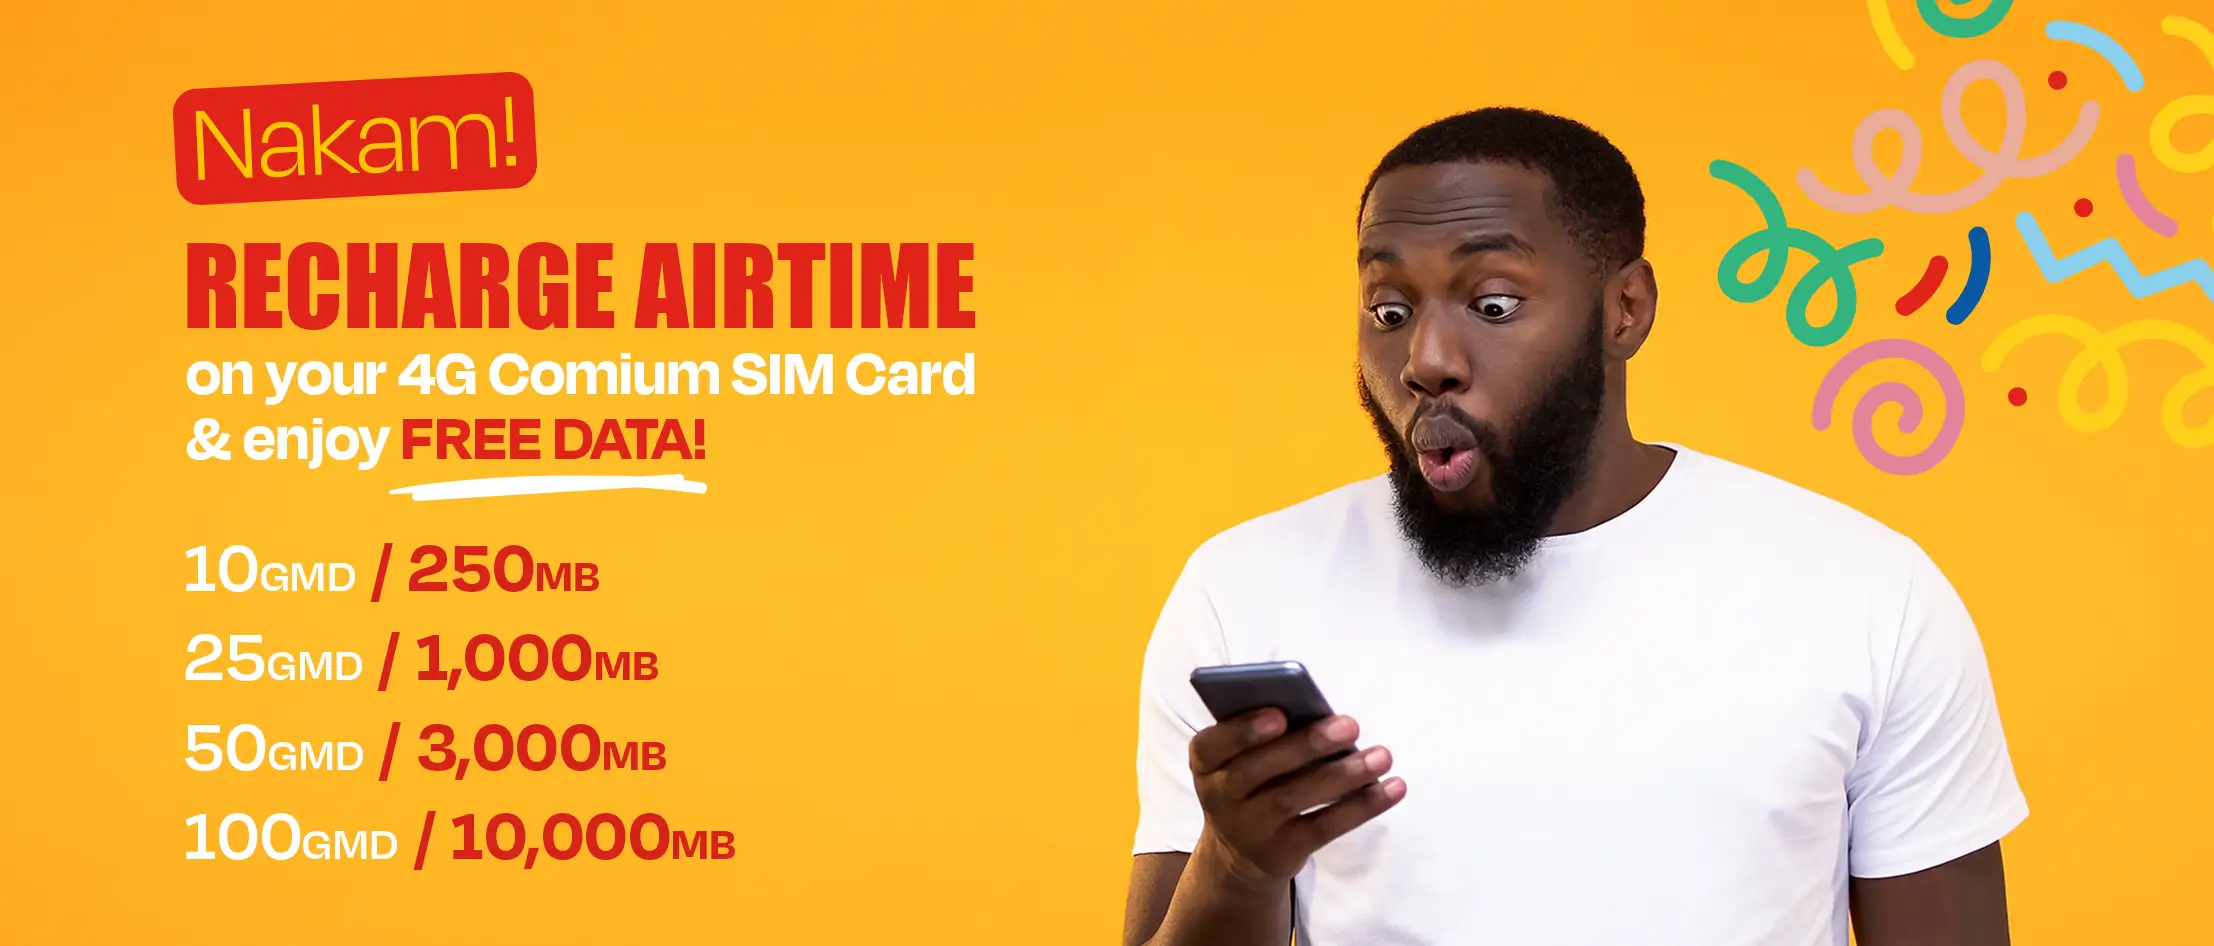 Nakam!
RECHARGE AIRTIME
on your 4G Comium SIM Card
& enjoy FREE DATA!
10GMD / 250MB
25GMD / 1,000MB
50GMD / 3,000MB
100GMD / 10,000MB